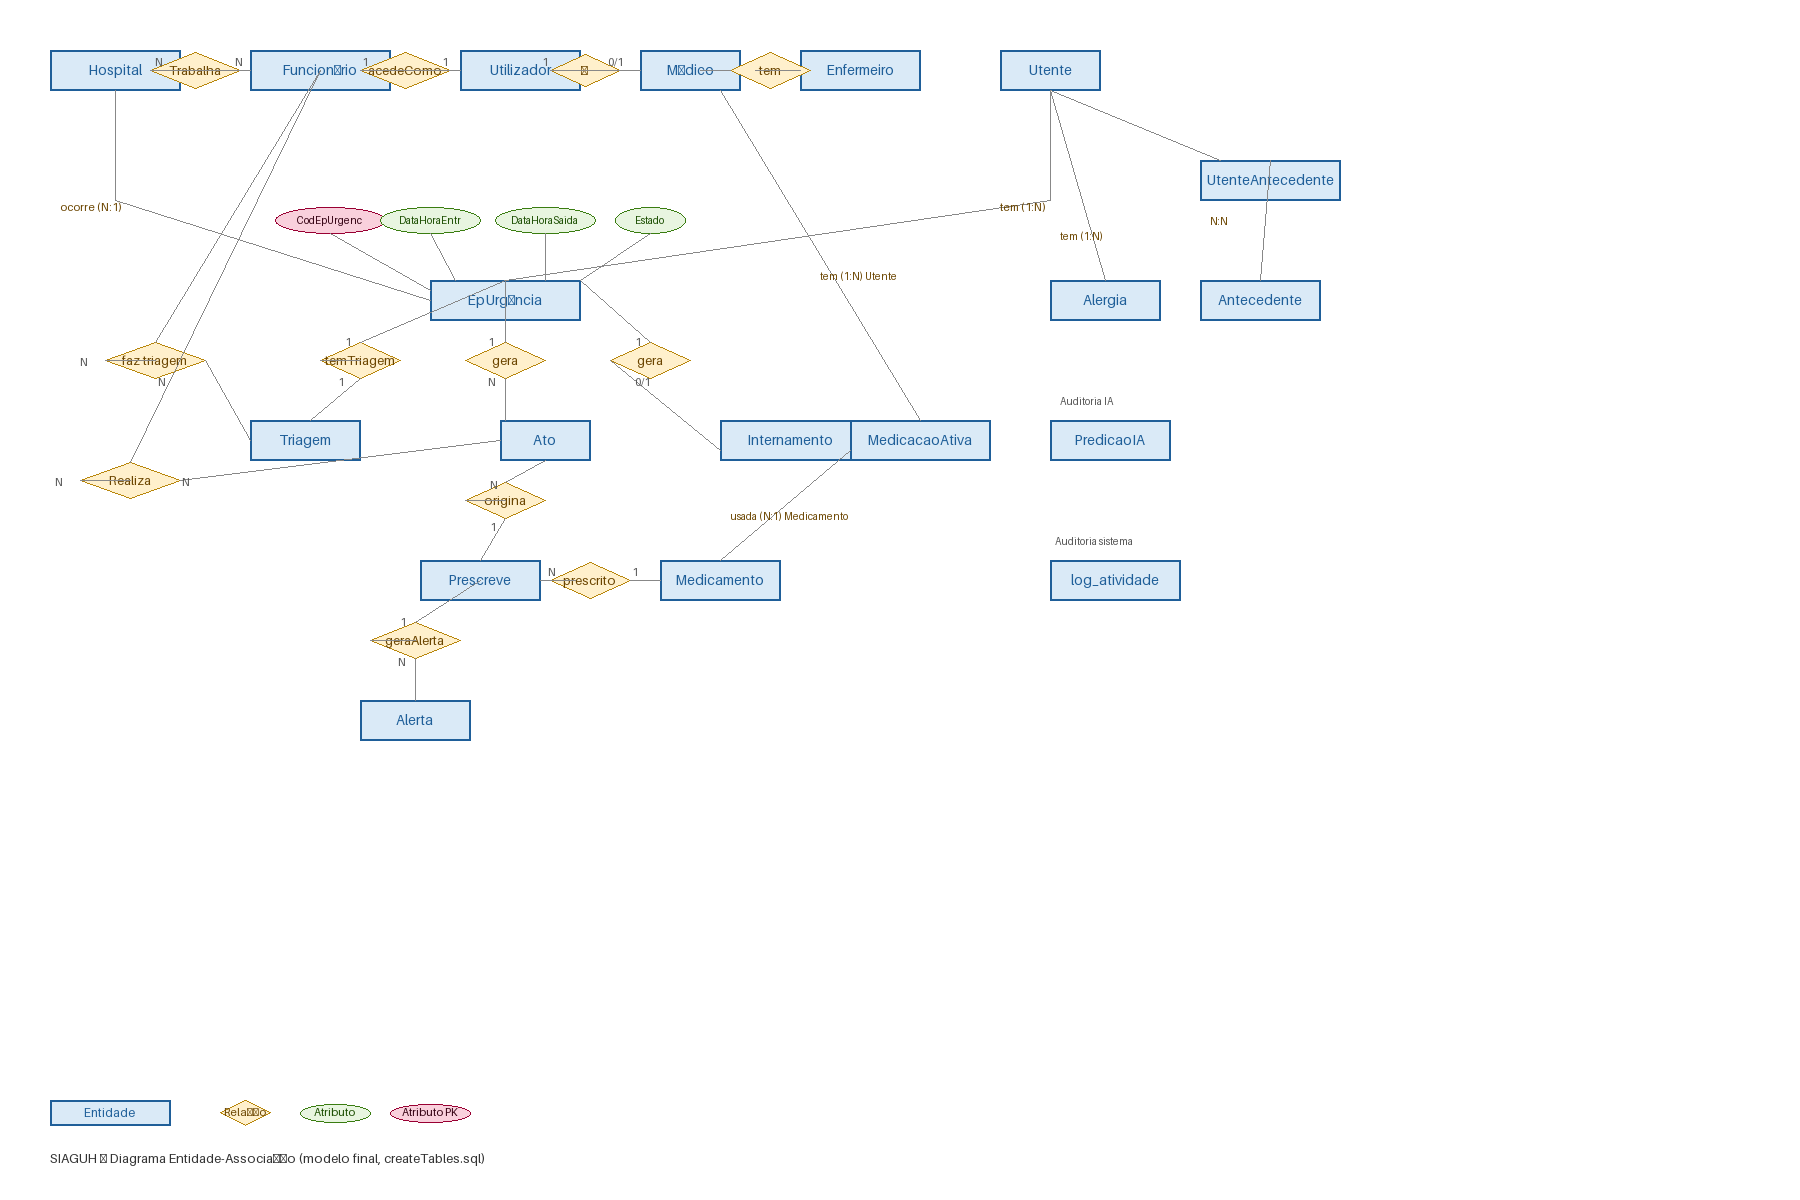 Hospital
N
Trabalha
N
Funcion□rio
1
acedeComo
1
Utilizador
1
□
0/1
M□dico
tem
Enfermeiro
Utente
UtenteAntecedente
ocorre (N:1)
CodEpUrgenc
DataHoraEntr
DataHoraSaida
Estado
tem (1:N)
N:N
tem (1:N)
tem (1:N) Utente
EpUrg□ncia
Alergia
Antecedente
N
faz triagem
N
1
temTriagem
1
1
gera
N
1
gera
0/1
Auditoria IA
Triagem
Ato
Internamento
MedicacaoAtiva
PredicaoIA
N
Realiza
N
N
origina
1
usada (N:1) Medicamento
Auditoria sistema
Prescreve
N
prescrito
1
Medicamento
log_atividade
1
geraAlerta
N
Alerta
Entidade
Rela□□o
Atributo
Atributo PK
SIAGUH □ Diagrama Entidade-Associa□□o (modelo final, createTables.sql)